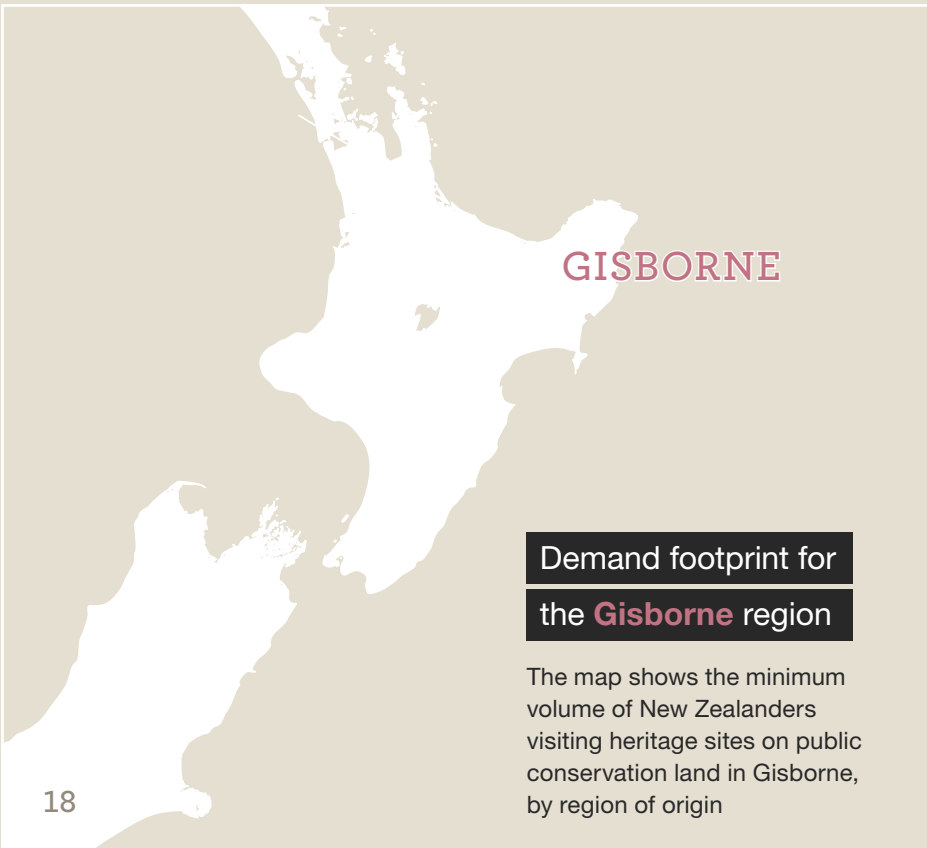 GISBORNE
Demand footprint for
the Gisborne region
The map shows the minimum
volume of New Zealanders
visiting heritage sites on public
conservation land in Gisborne,
by region of origin
18